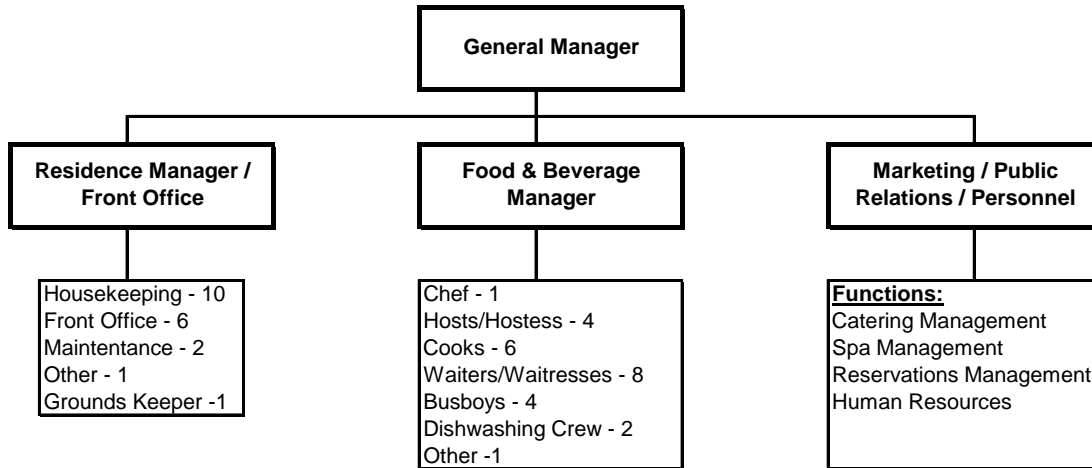 General Manager
Residence Manager /
Front Office
Food & Beverage
Manager
Marketing / Public
Relations / Personnel
Housekeeping - 10
Front Office - 6
Maintentance - 2
Other - 1
Grounds Keeper -1
Chef - 1
Hosts/Hostess - 4
Cooks - 6
Waiters/Waitresses - 8
Busboys - 4
Dishwashing Crew - 2
Other -1
Functions:
Catering Management
Spa Management
Reservations Management
Human Resources